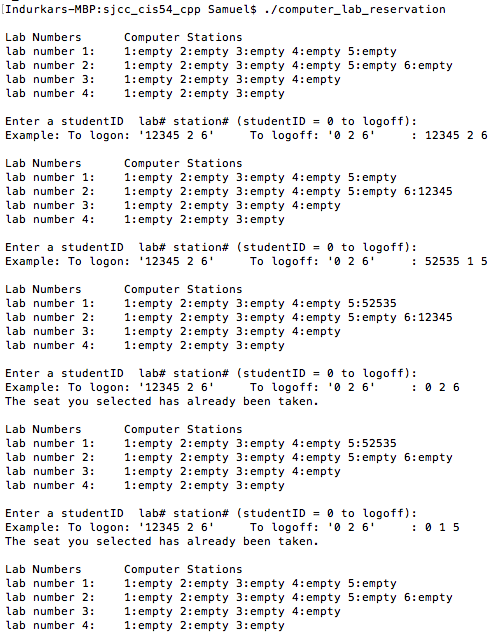 Indurkars-MBP:sjcc_cis54_cpp Samuel$ ./computer_lab_reservation
Lab Numbers      Computer Stations
lab number 1:    1:empty 2:empty 3:empty 4:empty 5:empty
lab number 2:    1:empty 2:empty 3:empty 4:empty 5:empty 6:empty
lab number 3:    1:empty 2:empty 3:empty 4:empty
lab number 4:    1:empty 2:empty 3:empty
Enter a studentID  lab# station# (studentID = 0 to logoff):
Example: To logon: '12345 2 6'     To logoff: '0 2 6'     : 12345 2 6
Lab Numbers      Computer Stations
lab number 1:    1:empty 2:empty 3:empty 4:empty 5:empty
lab number 2:    1:empty 2:empty 3:empty 4:empty 5:empty 6:12345
lab number 3:    1:empty 2:empty 3:empty 4:empty
lab number 4:    1:empty 2:empty 3:empty
Enter a studentID  lab# station# (studentID = 0 to logoff):
Example: To logon: '12345 2 6'     To logoff: '0 2 6'     : 52535 1 5
Lab Numbers      Computer Stations
lab number 1:    1:empty 2:empty 3:empty 4:empty 5:52535
lab number 2:    1:empty 2:empty 3:empty 4:empty 5:empty 6:12345
lab number 3:    1:empty 2:empty 3:empty 4:empty
lab number 4:    1:empty 2:empty 3:empty
Enter a studentID  lab# station# (studentID = 0 to logoff):
Example: To logon: '12345 2 6'     To logoff: '0 2 6'     : 0 2 6
The seat you selected has already been taken.
Lab Numbers      Computer Stations
lab number 1:    1:empty 2:empty 3:empty 4:empty 5:52535
lab number 2:    1:empty 2:empty 3:empty 4:empty 5:empty 6:empty
lab number 3:    1:empty 2:empty 3:empty 4:empty
lab number 4:    1:empty 2:empty 3:empty
Enter a studentID  lab# station# (studentID = 0 to logoff):
Example: To logon: '12345 2 6'     To logoff: '0 2 6'     : 0 1 5
The seat you selected has already been taken.
Lab Numbers      Computer Stations
lab number 1:    1:empty 2:empty 3:empty 4:empty 5:empty
lab number 2:    1:empty 2:empty 3:empty 4:empty 5:empty 6:empty
lab number 3:    1:empty 2:empty 3:empty 4:empty
lab number 4:    1:empty 2:empty 3:empty